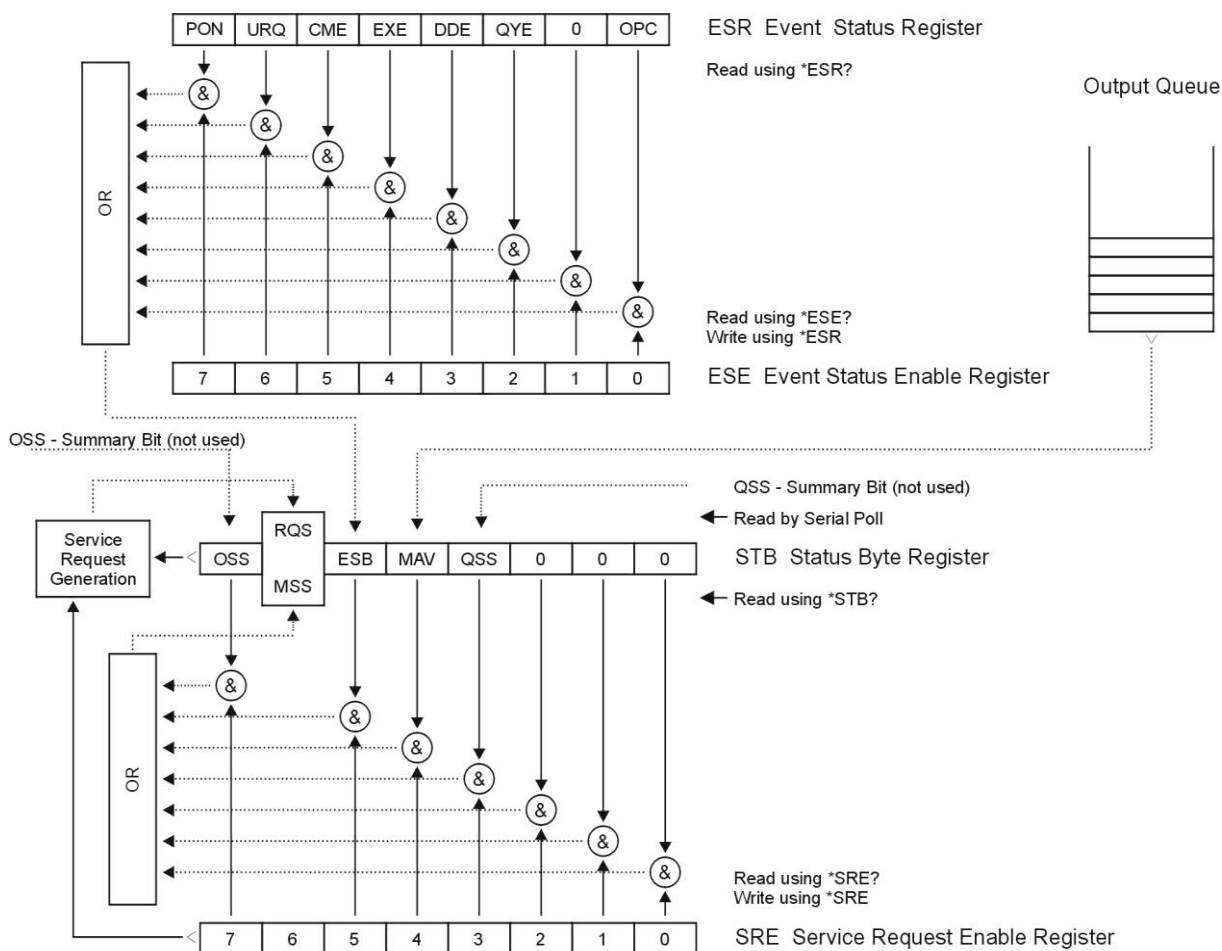 PON URQ CME EXE DDE QYE 0 OPC
ESR Event Status Register
Read using *ESR?
Output Queue
&
&
&
&
&
&
&
&
OR
Read using *ESE?
Write using *ESR
7 6 5 4 3 2 1 0
ESE Event Status Enable Register
OSS - Summary Bit (not used)
QSS - Summary Bit (not used)
Read by Serial Poll
Service
Request
Generation
OSS
RQS
MSS
ESB MAV QSS 0 0 0
STB Status Byte Register
Read using *STB?
&
&
&
&
&
&
&
OR
Read using *SRE?
Write using *SRE
7 6 5 4 3 2 1 0
SRE Service Request Enable Register